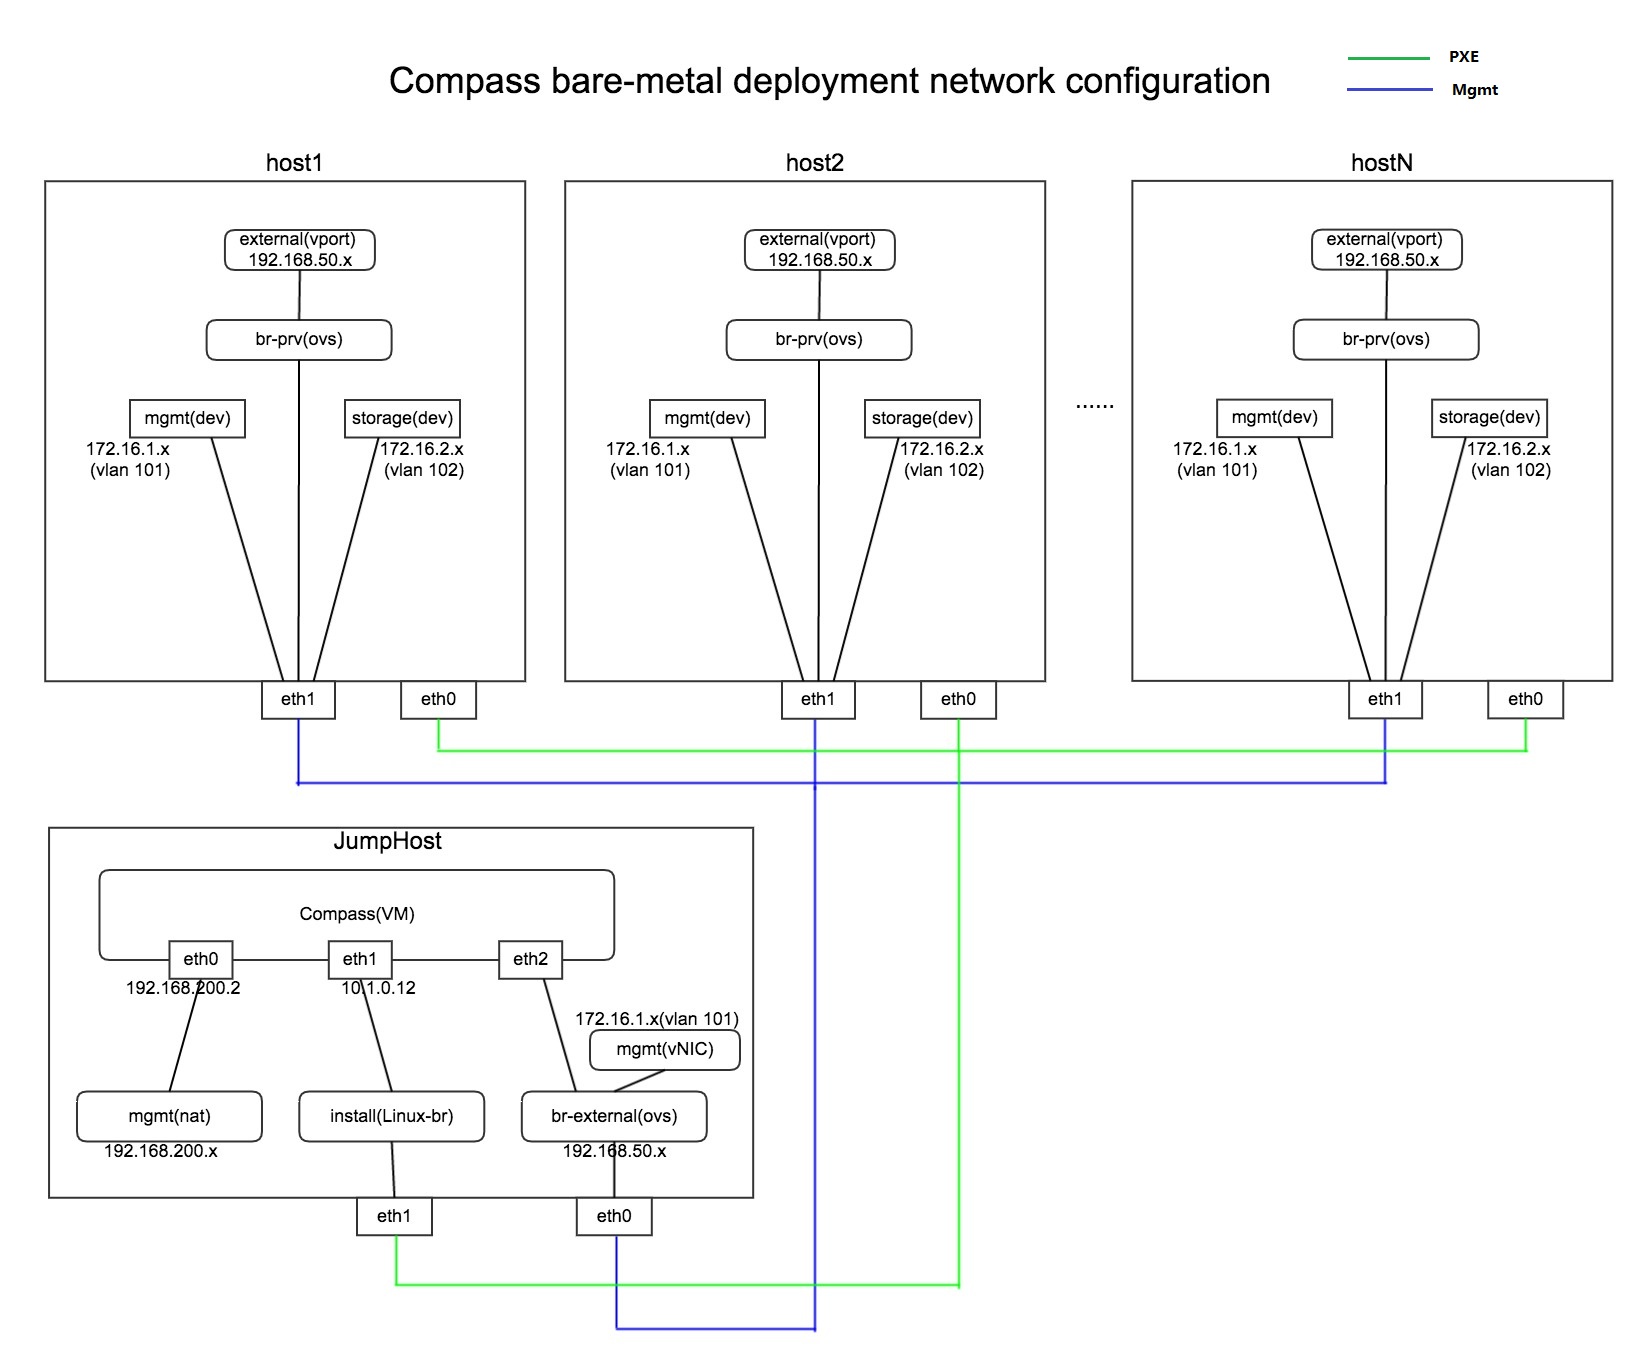 Compass bare-metal deployment network configuration
PXE
Mgmt
host1
external(vport)
192.168.50.x
br-prv(ovs)
mgmt(dev)
172.16.1.x
(vlan 101)
storage(dev)
172.16.2.x
(vlan 102)
eth1
eth0
host2
external(vport)
192.168.50.x
br-prv(ovs)
mgmt(dev)
172.16.1.x
(vlan 101)
storage(dev)
172.16.2.x
(vlan 102)
eth1
eth0
......
hostN
external(vport)
192.168.50.x
br-prv(ovs)
mgmt(dev)
172.16.1.x
(vlan 101)
storage(dev)
172.16.2.x
(vlan 102)
eth1
eth0
JumpHost
Compass(VM)
eth0
eth1
eth2
192.168.200.2
10.1.0.12
172.16.1.x(vlan 101)
mgmt(vNIC)
mgmt(nat)
install(Linux-br)
br-external(ovs)
192.168.200.x
192.168.50.x
eth1
eth0